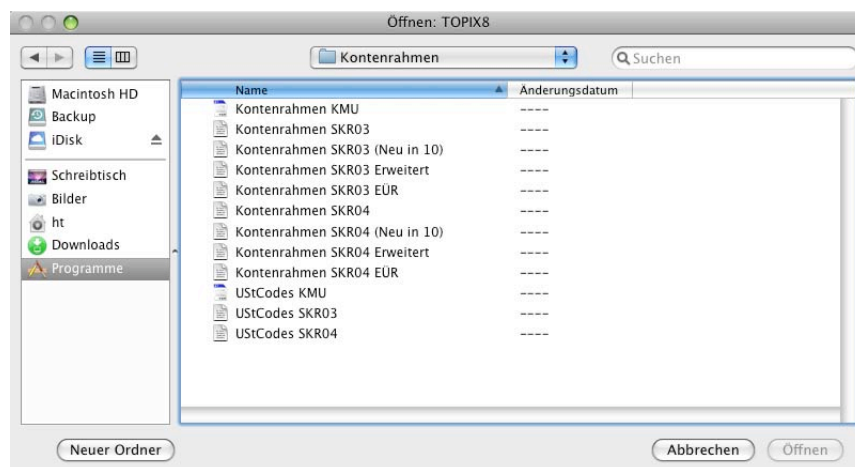 Öffnen: TOPIX8
Kontenrahmen
Suchen
Macintosh HD
Backup
iDisk
Schreibtisch
Bilder
ht
Downloads
Programme
Name Änderungsdatum
Kontenrahmen KMU ----
Kontenrahmen SKR03 ----
Kontenrahmen SKR03 (Neu in 10) ----
Kontenrahmen SKR03 Erweitert ----
Kontenrahmen SKR03 EÜR ----
Kontenrahmen SKR04 ----
Kontenrahmen SKR04 (Neu in 10) ----
Kontenrahmen SKR04 Erweitert ----
Kontenrahmen SKR04 EÜR ----
UStCodes KMU ----
UStCodes SKR03 ----
UStCodes SKR04 ----
Neuer Ordner Abbrechen Öffnen